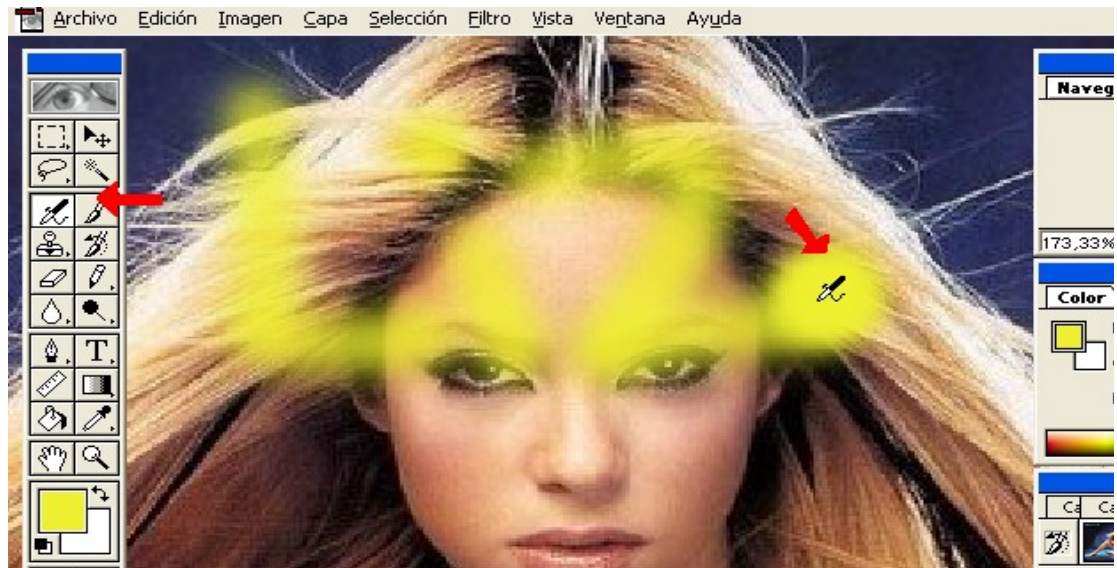 Archivo Edición Imagen Capa Selección Filtro Vista Ventana Ayuda
Naveg
173,33%
Color
T